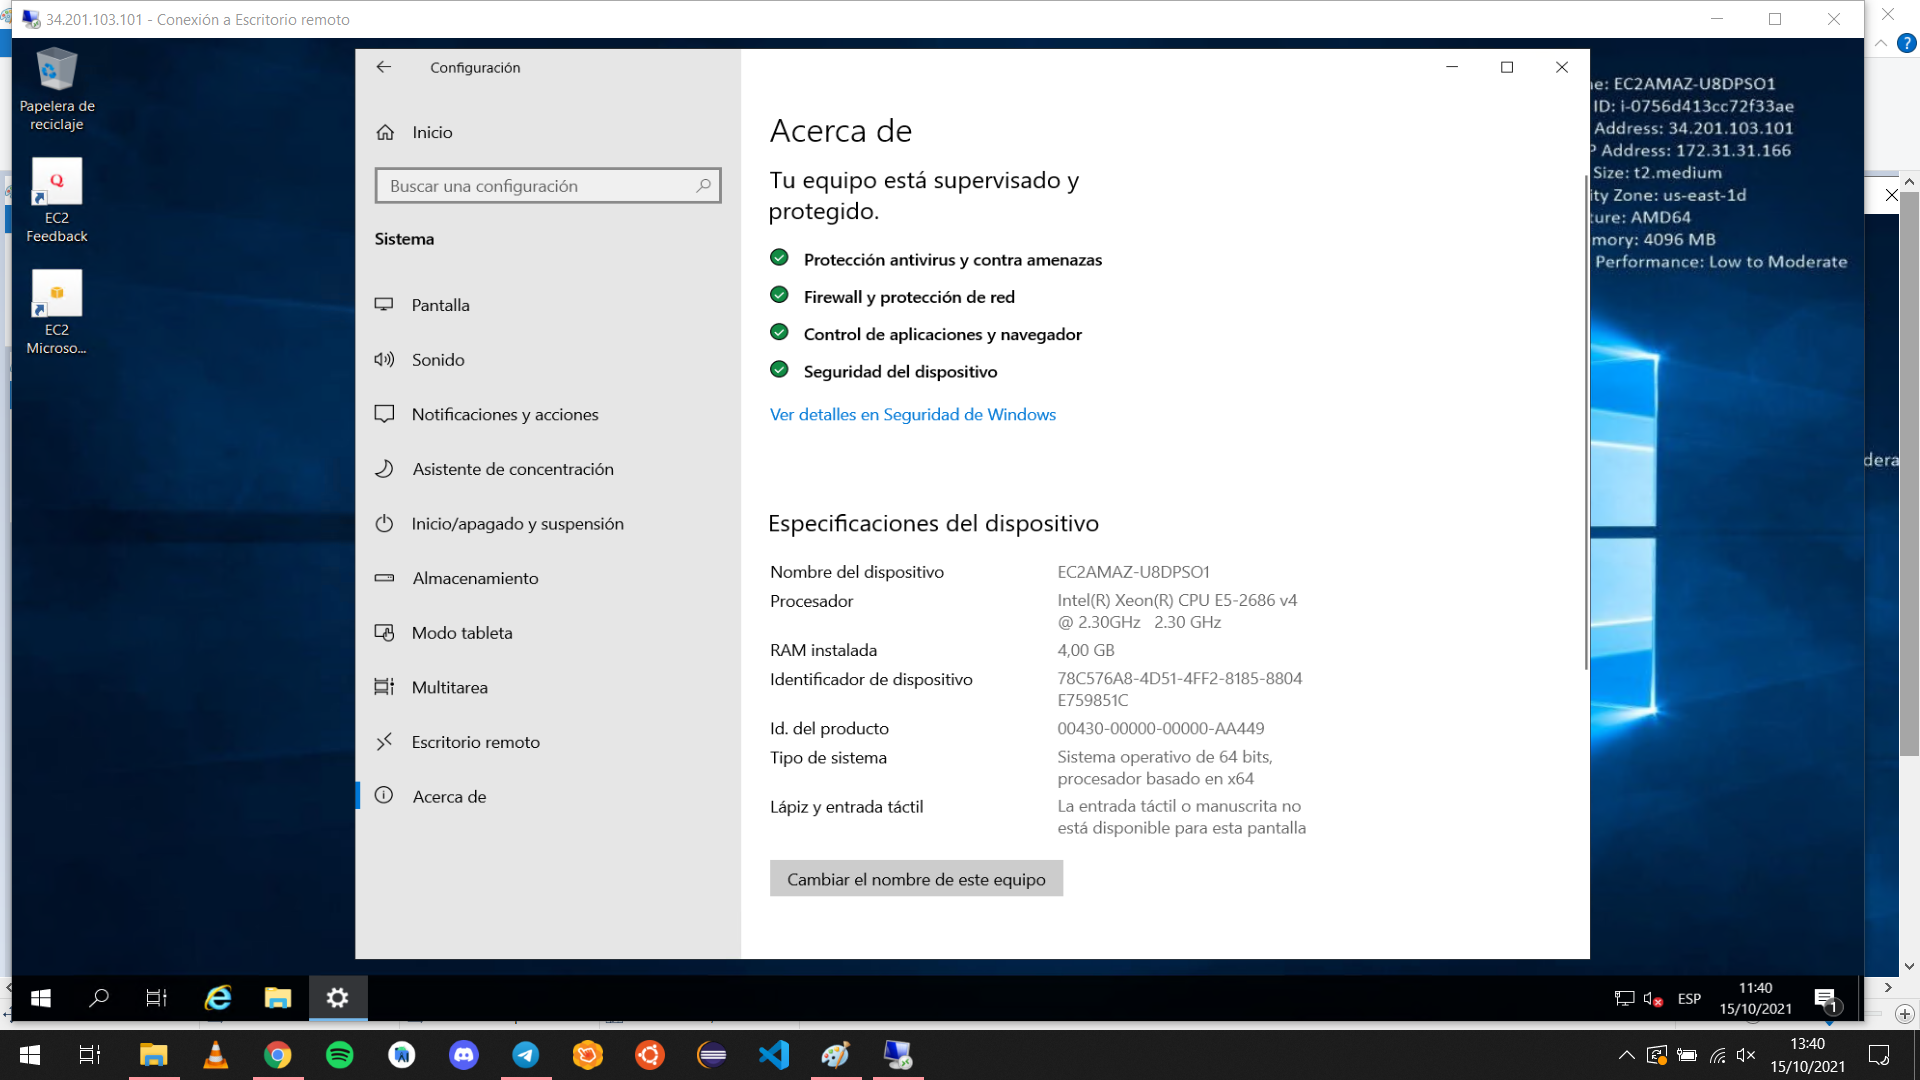 34.201.103.101 - Conexión a Escritorio remoto
Papelera de
reciclaje
EC2
Feedback
EC2
Microso...
Configuración
Inicio
Buscar una configuración
Sistema
Pantalla
Sonido
Notificaciones y acciones
Asistente de concentración
Inicio/apagado y suspensión
Almacenamiento
Modo tableta
Multitarea
Escritorio remoto
Acerca de
Acerca de
Tu equipo está supervisado y
protegido.
Protección antivirus y contra amenazas
Firewall y protección de red
Control de aplicaciones y navegador
Seguridad del dispositivo
Ver detalles en Seguridad de Windows
Especificaciones del dispositivo
Nombre del dispositivo EC2AMAZ-U8DPSO1
Procesador Intel(R) Xeon(R) CPU E5-2686 v4
@ 2.30GHz 2.30 GHz
RAM instalada 4,00 GB
Identificador de dispositivo 78C576A8-4D51-4FF2-8185-8804
E759851C
Id. del producto 00430-00000-00000-AA449
Tipo de sistema Sistema operativo de 64 bits,
procesador basado en x64
Lápiz y entrada táctil La entrada táctil o manuscrita no
está disponible para esta pantalla
Cambiar el nombre de este equipo
ne: EC2AMAZ-U8DPSO1
ID: i-0756d413cc72f33ae
Address: 34.201.103.101
P Address: 172.31.31.166
Size: t2.medium
ity Zone: us-east-1d
ture: AMD64
mory: 4096 MB
Performance: Low to Moderate
dera
ESP
11:40
15/10/2021
1
13:40
15/10/2021